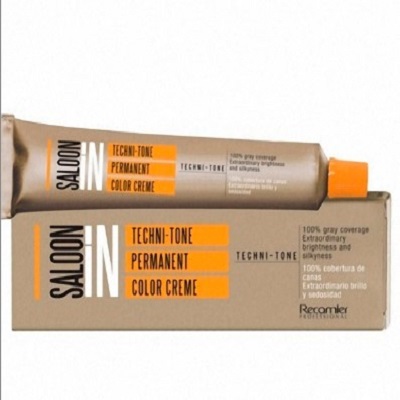 SALOON
IN
TECHNI-TONE
PERMANENT
COLOR CREME
TECHNI-TONE
100% gray coverage
Extraordinary brightness
and silkyness
100% cobertura de canas
Extraordinario brillo y
sedosidad
SALOON
IN
TECHNI-TONE
PERMANENT
COLOR CREME
TECHNI-TONE
100% gray coverage
Extraordinary
brightness and
silkyness
100% cobertura de
canas
Extraordinario brillo
y sedosidad
Recamier
PROFESSIONAL